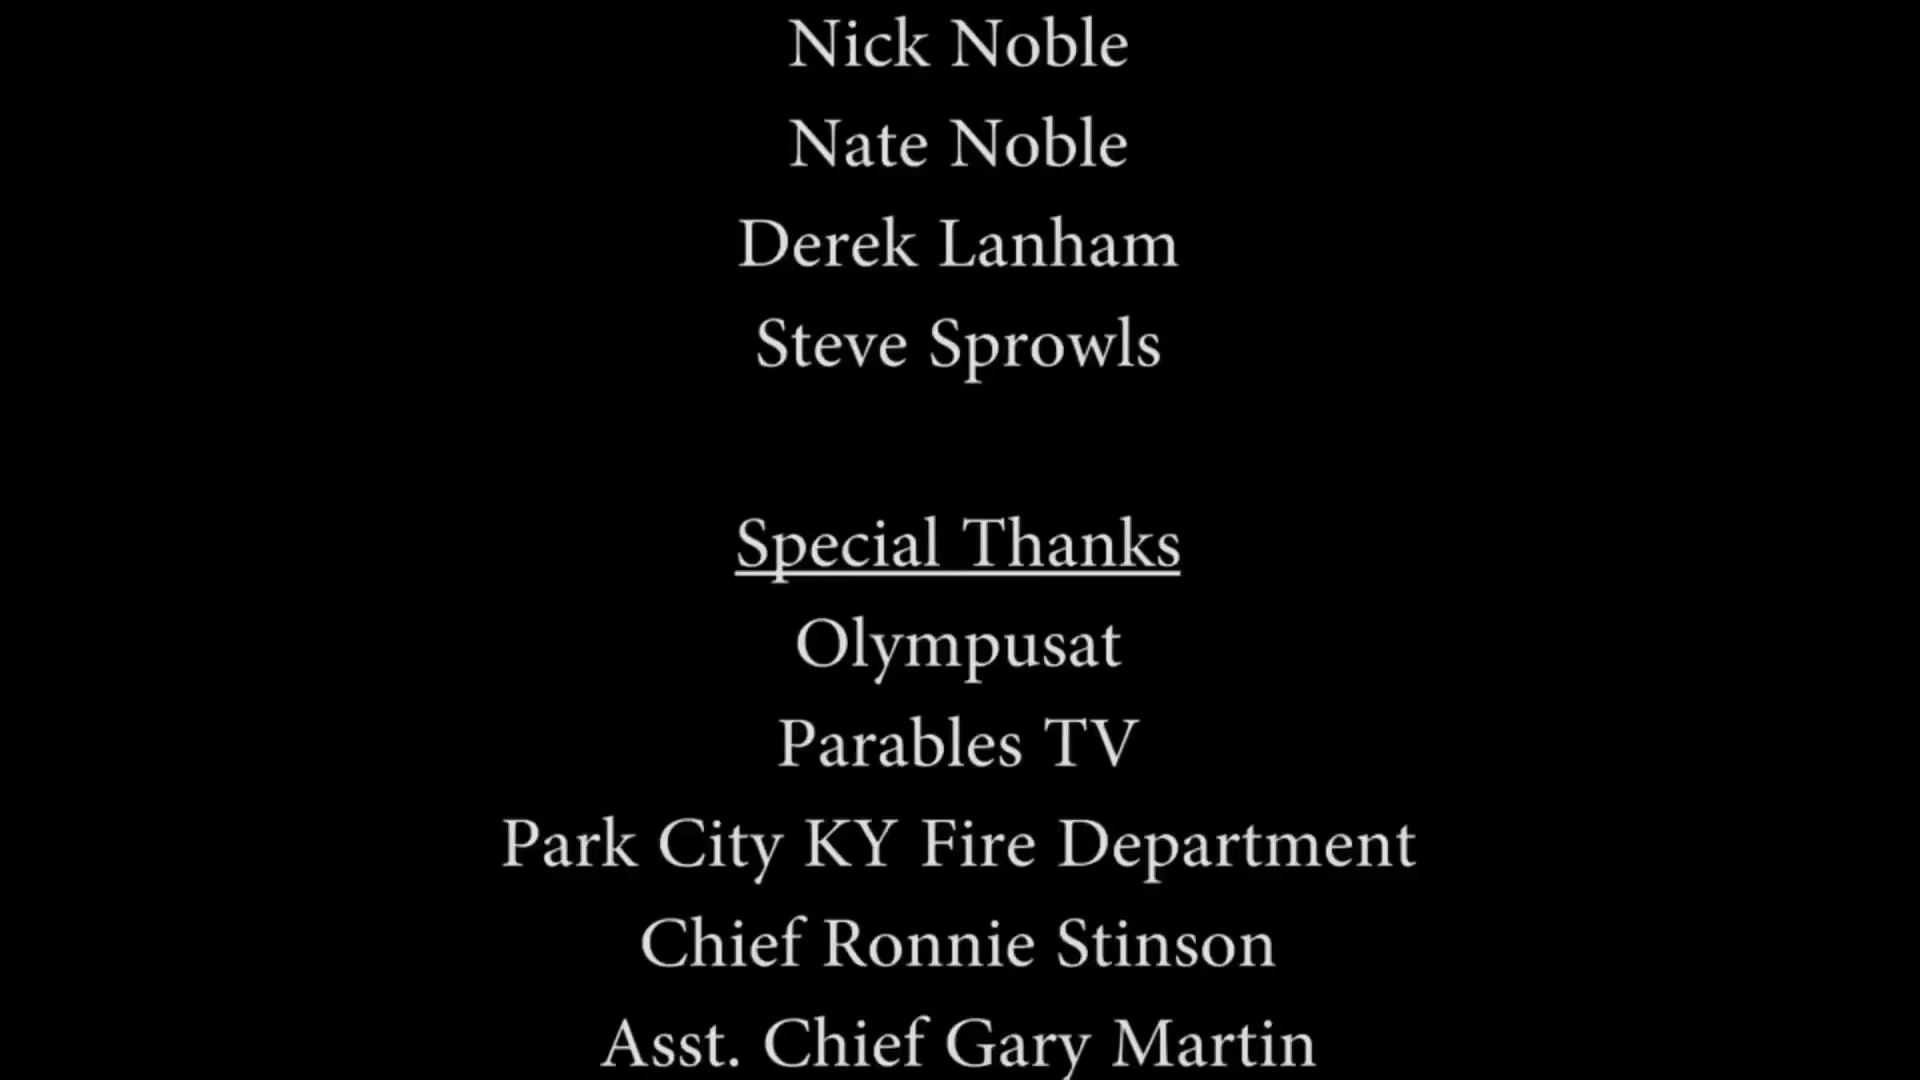 Nick Noble
Nate Noble
Derek Lanham
Steve Sprowls
Special Thanks
Olympusat
Parables TV
Park City KY Fire Department
Chief Ronnie Stinson
Asst. Chief Gary Martin